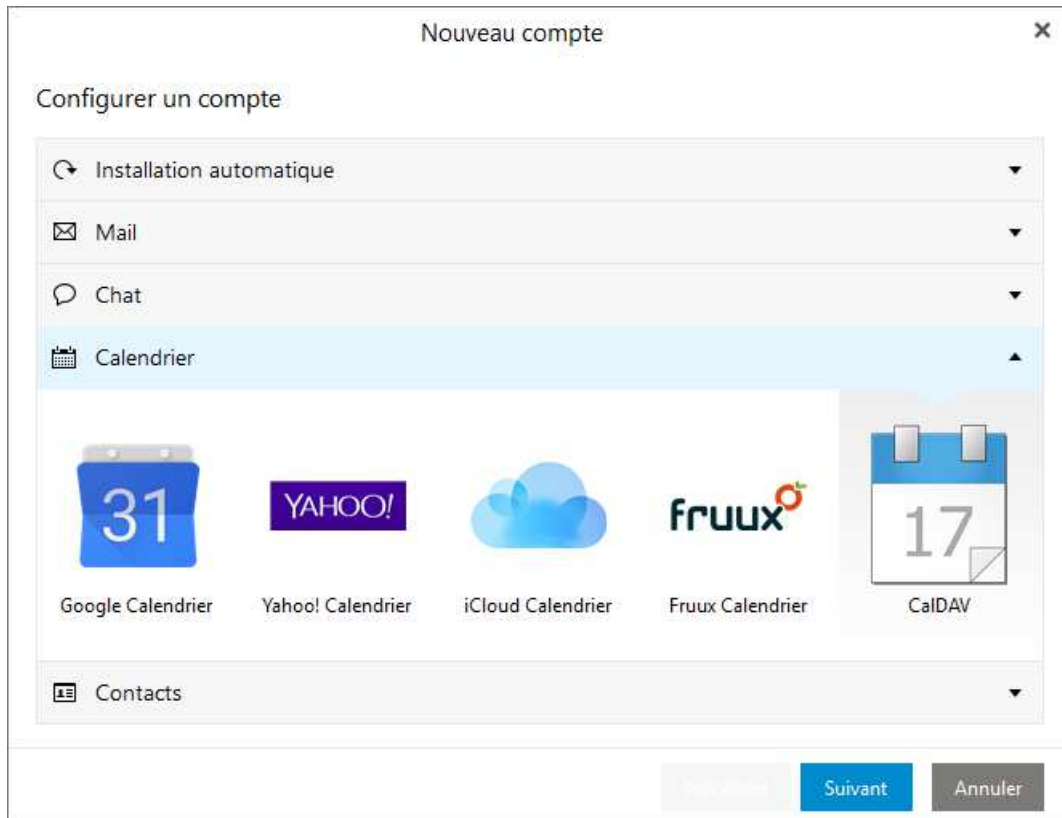 Nouveau compte
Configurer un compte
Installation automatique
Mail
Chat
Calendrier
31
YAHOO!
fruux
17
Google Calendrier
Yahoo! Calendrier
iCloud Calendrier
Fruux Calendrier
CalDAV
Contacts
Suivant
Annuler